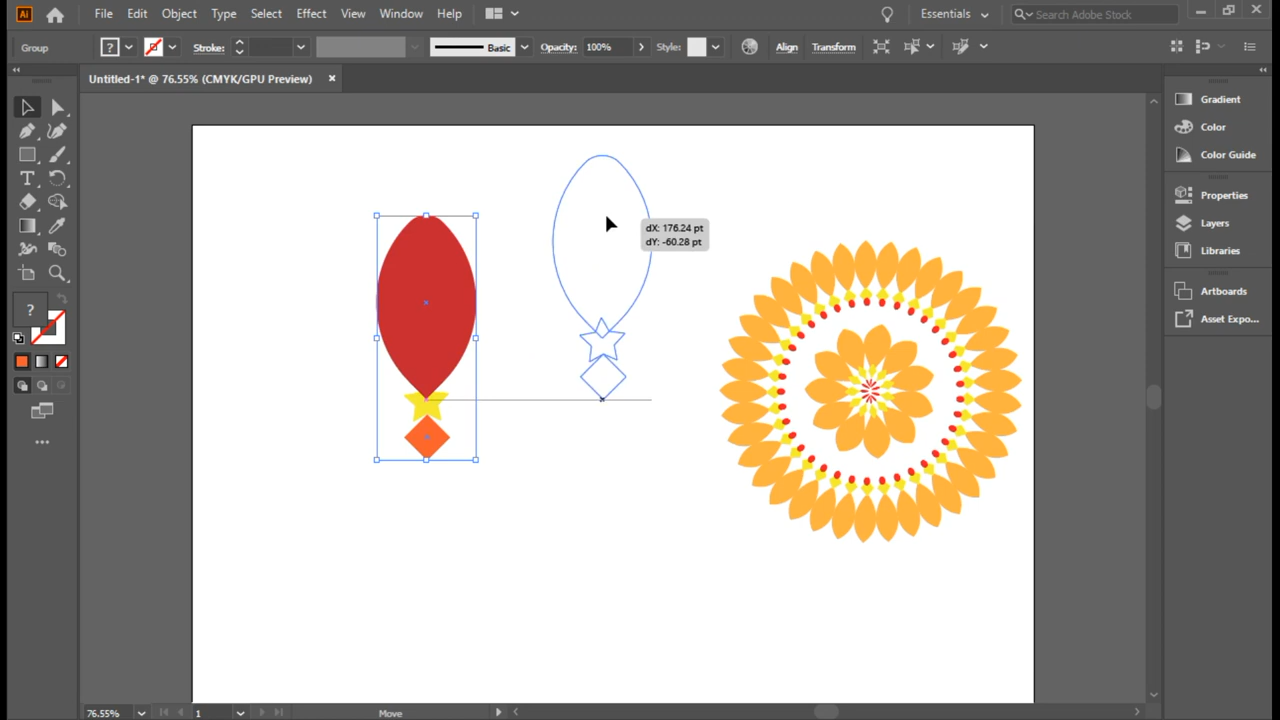 Ai File Edit Object Type Select Effect View Window Help Essentials Search Adobe Stock
Group ? Stroke: Basic Opacity: 100% Style: Align Transform
Untitled-1* @ 76.55% (CMYK/GPU Preview) ×
Gradient
Color
Color Guide
Properties
Layers
Libraries
Artboards
Asset Expo...
T
?
dX: 176.24 pt
dY: -60.28 pt
76.55% 1 Move